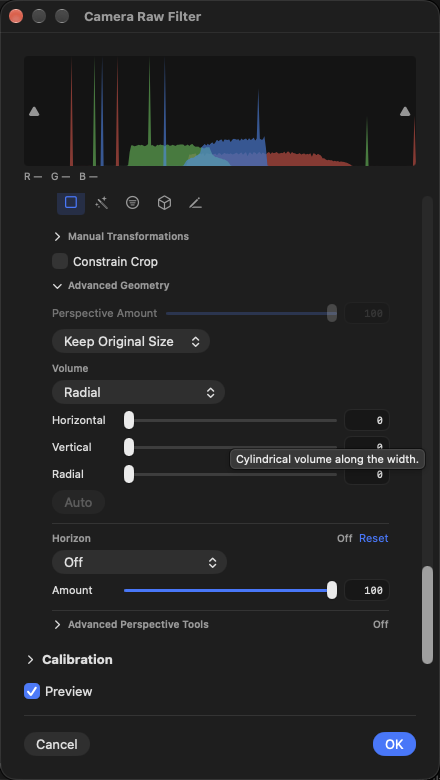 Camera Raw Filter
R — G — B —
Manual Transformations
Constrain Crop
Advanced Geometry
Perspective Amount 100
Keep Original Size
Volume
Radial
Horizontal 0
Vertical 0
Cylindrical volume along the width.
Radial 0
Auto
Horizon Off Reset
Off
Amount 100
Advanced Perspective Tools Off
Calibration
Preview
Cancel OK